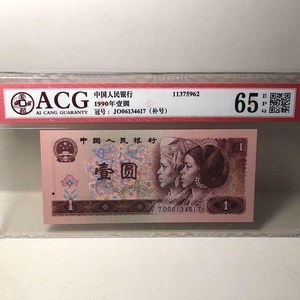 ACG
AI CANG GUARANTY
中国人民银行
1990年壹圆
冠号：JO06134617（补号）
11375962
65
EPQ
中国人民银行
1
壹圆
1
JO06134617